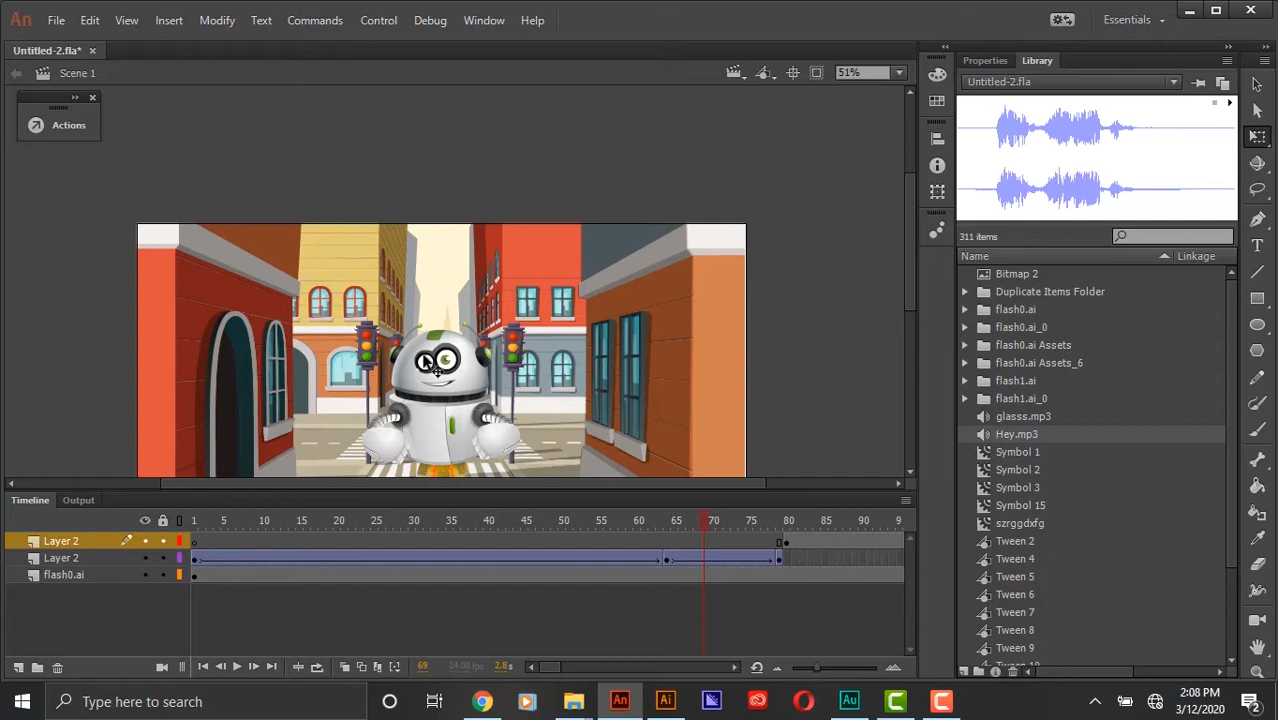 An File Edit View Insert Modify Text Commands Control Debug Window Help Essentials
Untitled-2.fla* ×
Scene 1 51%
Actions
Properties Library
Untitled-2.fla
311 items
Name Linkage
Bitmap 2
Duplicate Items Folder
flash0.ai
flash0.ai_0
flash0.ai Assets
flash0.ai Assets_6
flash1.ai
flash1.ai_0
glasss.mp3
Hey.mp3
Symbol 1
Symbol 2
Symbol 3
Symbol 15
szrggdxfg
Tween 2
Tween 4
Tween 5
Tween 6
Tween 7
Tween 8
Tween 9
Timeline Output
1 5 10 15 20 25 30 35 40 45 50 55 60 65 70 75 80 85 90 9
Layer 2
Layer 2
flash0.ai
69 24.00 fps 2.8 s
Type here to search
An Ai Au C C
2:08 PM
3/12/2020
2